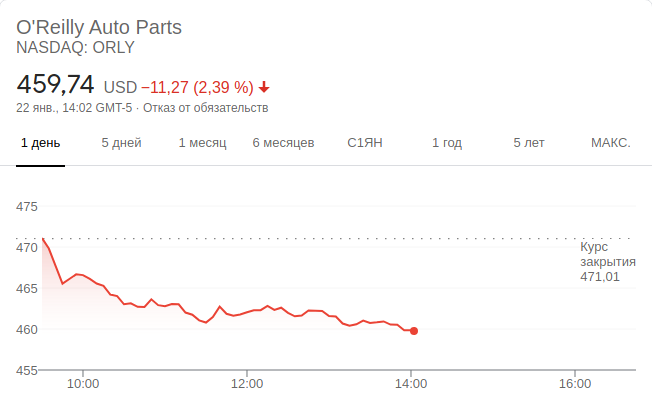 O'Reilly Auto Parts
NASDAQ: ORLY
459,74 USD −11,27 (2,39 %)
22 янв., 14:02 GMT-5 · Отказ от обязательств
1 день 5 дней 1 месяц 6 месяцев С1ЯН 1 год 5 лет МАКС.
475
470
465
460
455
Курс
закрытия
471,01
10:00 12:00 14:00 16:00